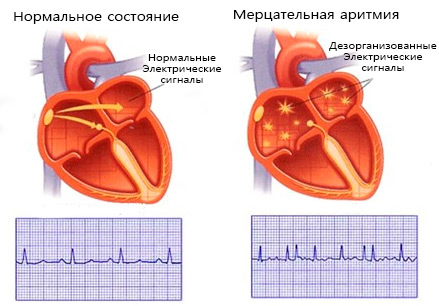 Нормальное состояние
Нормальные
Электрические
сигналы
Мерцательная аритмия
Дезорганизованные
Электрические
сигналы